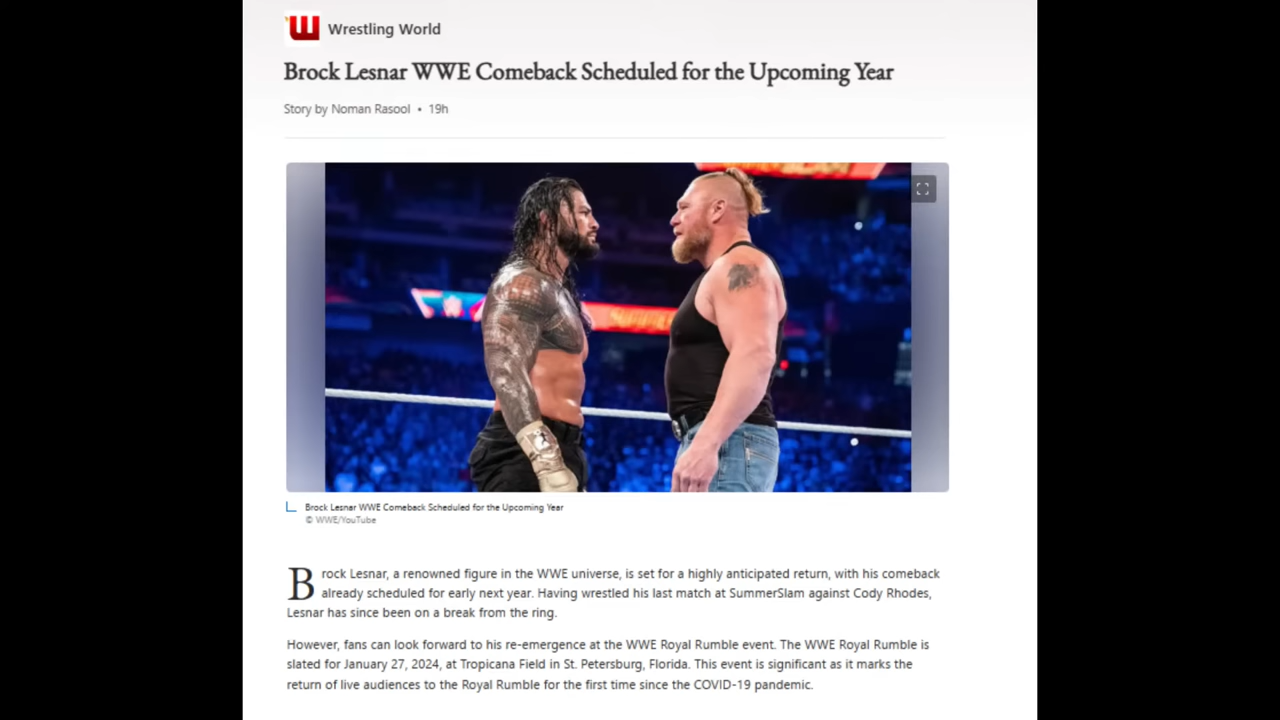 Wrestling World
Brock Lesnar WWE Comeback Scheduled for the Upcoming Year
Story by Noman Rasool • 19h
Brock Lesnar WWE Comeback Scheduled for the Upcoming Year
© WWE/YouTube
Brock Lesnar, a renowned figure in the WWE universe, is set for a highly anticipated return, with his comeback
already scheduled for early next year. Having wrestled his last match at SummerSlam against Cody Rhodes,
Lesnar has since been on a break from the ring.
However, fans can look forward to his re-emergence at the WWE Royal Rumble event. The WWE Royal Rumble is
slated for January 27, 2024, at Tropicana Field in St. Petersburg, Florida. This event is significant as it marks the
return of live audiences to the Royal Rumble for the first time since the COVID-19 pandemic.